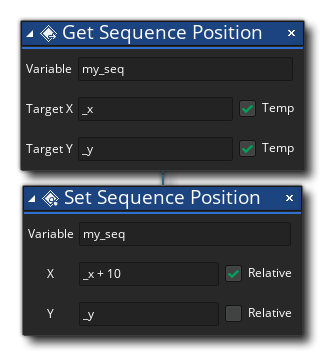 Get Sequence Position
Variable my_seq
Target X _x Temp
Target Y _y Temp
Set Sequence Position
Variable my_seq
X _x + 10 Relative
Y _y Relative